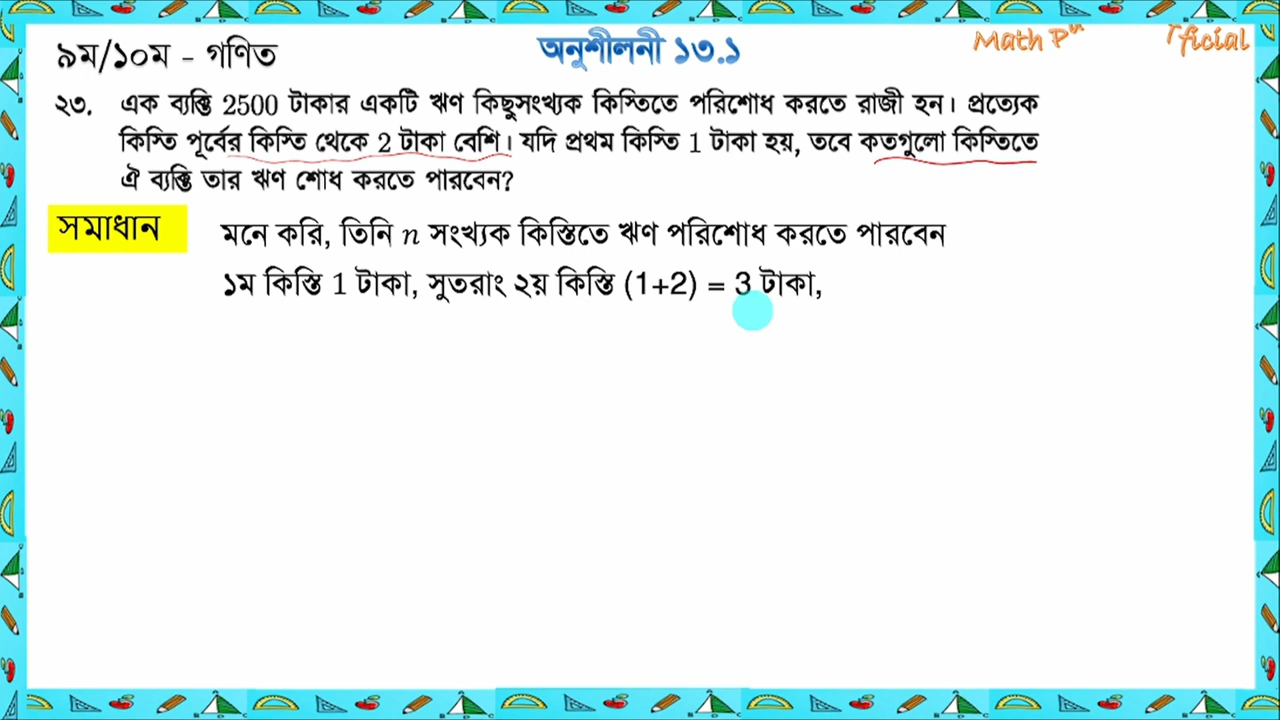 ৯ম/১০ম - গণিত
অনুশীলনী ১৩.১
Math
ficial
২৩. এক ব্যক্তি 2500 টাকার একটি ঋণ কিছুসংখ্যক কিস্তিতে পরিশোধ করতে রাজী হন। প্রত্যেক
কিস্তি পূর্বের কিস্তি থেকে 2 টাকা বেশি। যদি প্রথম কিস্তি 1 টাকা হয়, তবে কতগুলো কিস্তিতে
ঐ ব্যক্তি তার ঋণ শোধ করতে পারবেন?
সমাধান
মনে করি, তিনি n সংখ্যক কিস্তিতে ঋণ পরিশোধ করতে পারবেন
১ম কিস্তি 1 টাকা, সুতরাং ২য় কিস্তি (1+2) = 3 টাকা,